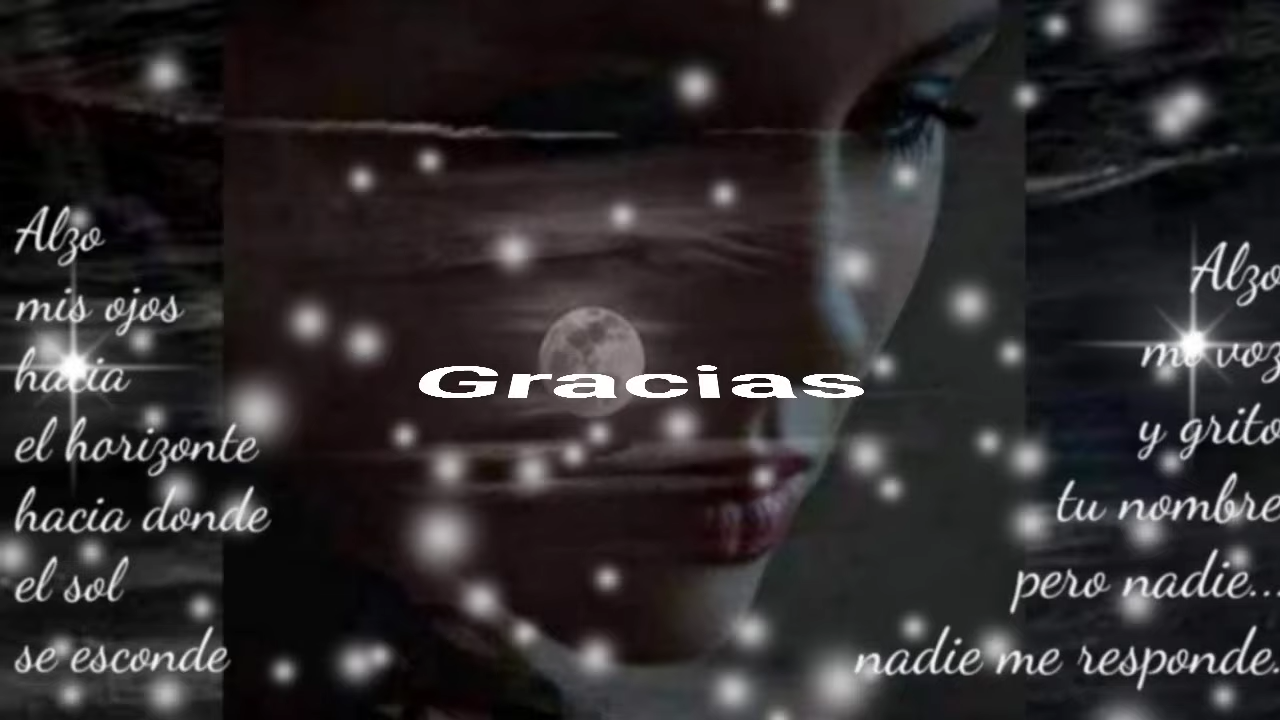 Alzo
mis ojos
hacia
el horizonte
hacia donde
el sol
se esconde
Gracias
Alzo
mi voz
y grito
tu nombre
pero nadie...
nadie me responde.